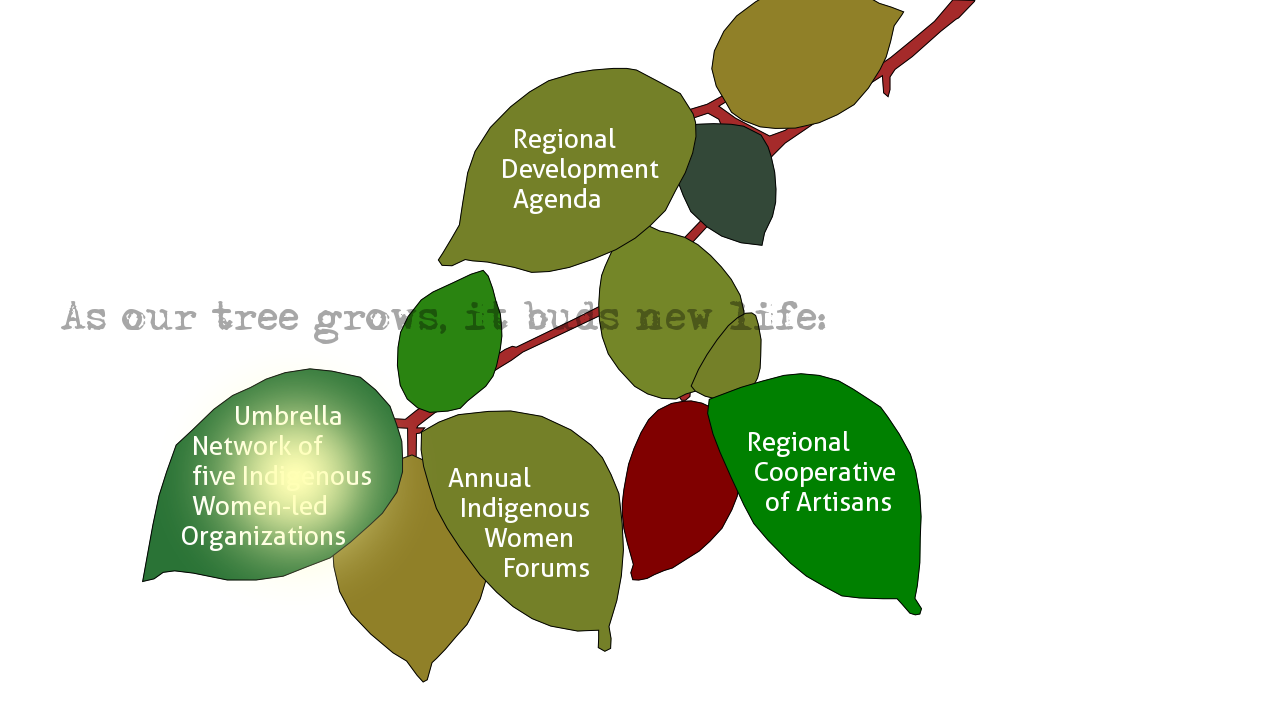 Regional
Development
Agenda
As our tree grows, it buds new life:
Umbrella
Network of
five Indigenous
Women-led
Organizations
Annual
Indigenous
Women
Forums
Regional
Cooperative
of Artisans